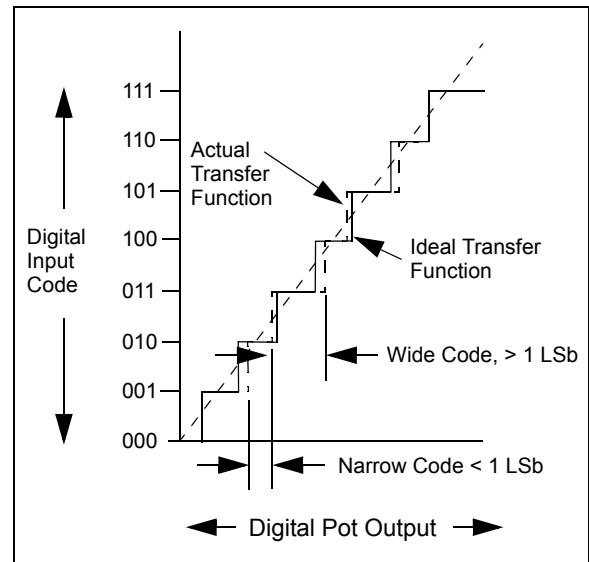 111
110
101
100
011
010
001
000
Digital
Input
Code
Actual
Transfer
Function
Ideal Transfer
Function
Wide Code, > 1 LSb
Narrow Code < 1 LSb
Digital Pot Output